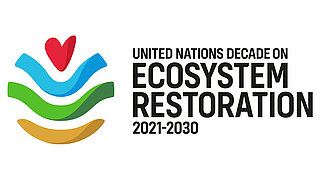 UNITED NATIONS DECADE ON
ECOSYSTEM
RESTORATION
2021-2030